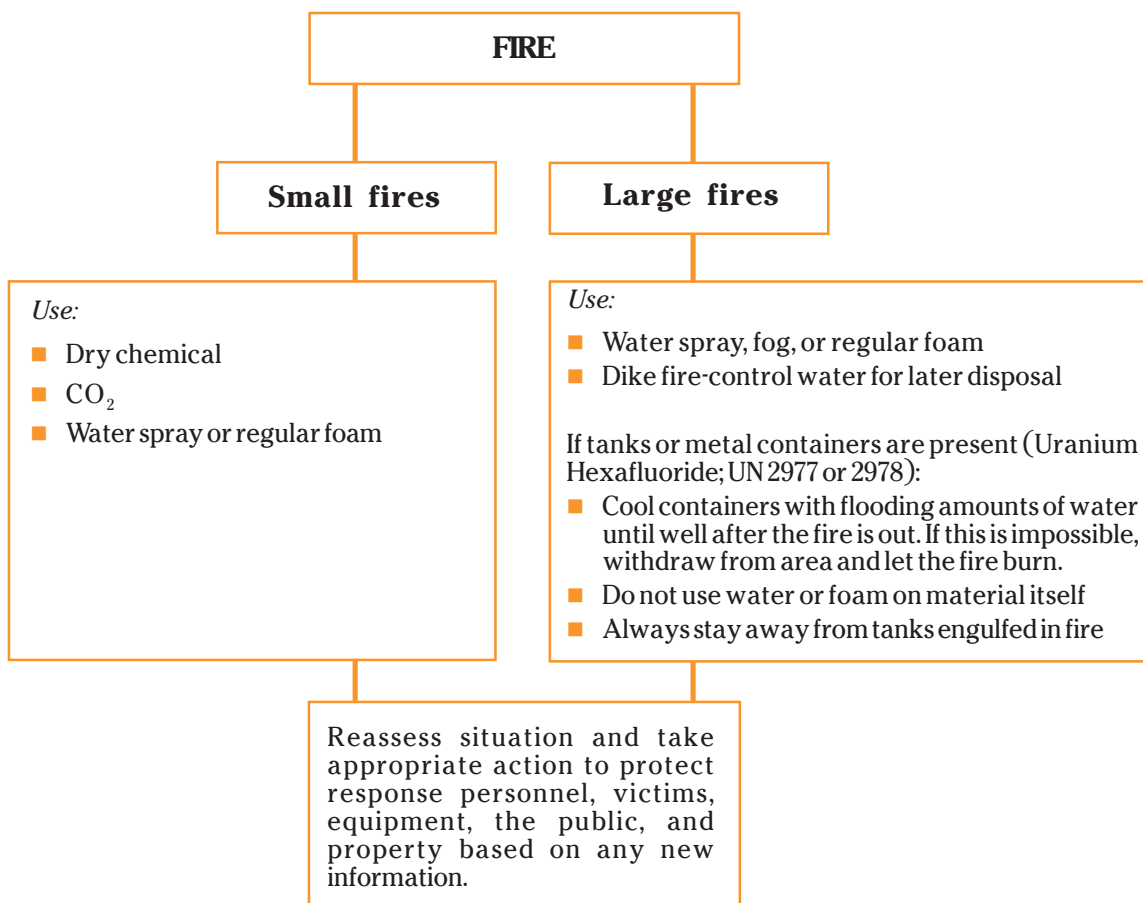 FIRE
Small fires
Use:
■ Dry chemical
■ CO₂
■ Water spray or regular foam
Large fires
Use:
■ Water spray, fog, or regular foam
■ Dike fire-control water for later disposal
If tanks or metal containers are present (Uranium
Hexafluoride; UN 2977 or 2978):
■ Cool containers with flooding amounts of water
until well after the fire is out. If this is impossible,
withdraw from area and let the fire burn.
■ Do not use water or foam on material itself
■ Always stay away from tanks engulfed in fire
Reassess situation and take
appropriate action to protect
response personnel, victims,
equipment, the public, and
property based on any new
information.